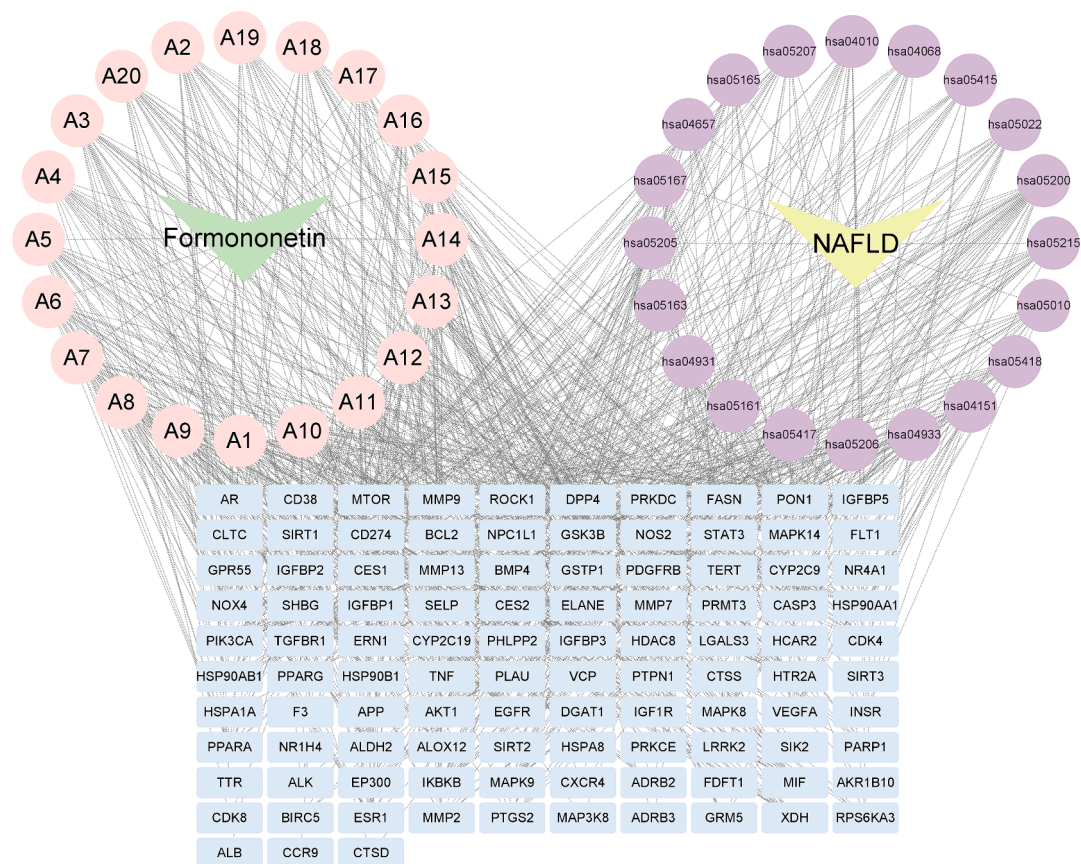 A19
A2
A18
A20
A17
A3
A16
A4
A15
A5
Formononetin
A14
A6
A13
A7
A12
A8
A11
A9
A1
A10
hsa04010
hsa05207
hsa04068
hsa05165
hsa05415
hsa04657
hsa05022
hsa05167
hsa05200
hsa05205
NAFLD
hsa05215
hsa05163
hsa05010
hsa04931
hsa05418
hsa05161
hsa04151
hsa05417
hsa05206
hsa04933
AR CD38 MTOR MMP9 ROCK1 DPP4 PRKDC FASN PON1 IGFBP5
CLTC SIRT1 CD274 BCL2 NPC1L1 GSK3B NOS2 STAT3 MAPK14 FLT1
GPR55 IGFBP2 CES1 MMP13 BMP4 GSTP1 PDGFRB TERT CYP2C9 NR4A1
NOX4 SHBG IGFBP1 SELP CES2 ELANE MMP7 PRMT3 CASP3 HSP90AA1
PIK3CA TGFBR1 ERN1 CYP2C19 PHLPP2 IGFBP3 HDAC8 LGALS3 HCAR2 CDK4
HSP90AB1 PPARG HSP90B1 TNF PLAU VCP PTPN1 CTSS HTR2A SIRT3
HSPA1A F3 APP AKT1 EGFR DGAT1 IGF1R MAPK8 VEGFA INSR
PPARA NR1H4 ALDH2 ALOX12 SIRT2 HSPA8 PRKCE LRRK2 SIK2 PARP1
TTR ALK EP300 IKBKB MAPK9 CXCR4 ADRB2 FDFT1 MIF AKR1B10
CDK8 BIRC5 ESR1 MMP2 PTGS2 MAP3K8 ADRB3 GRM5 XDH RPS6KA3
ALB CCR9 CTSD